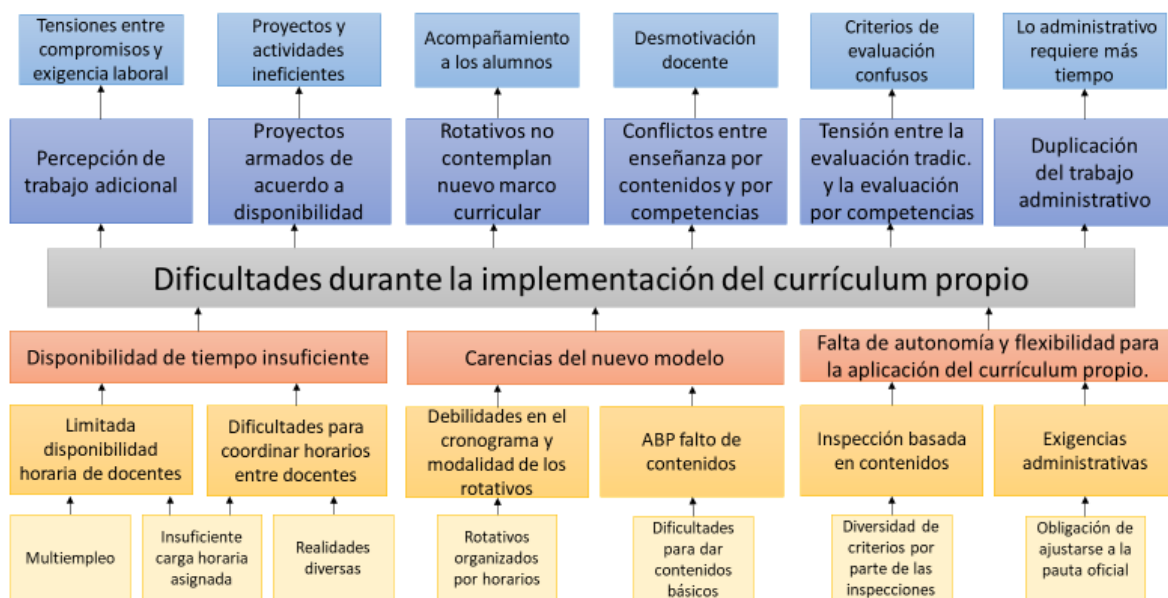 Tensiones entre
compromisos y
exigencia laboral
Proyectos y
actividades
ineficientes
Acompañamiento
a los alumnos
Desmotivación
docente
Criterios de
evaluación
confusos
Lo administrativo
requiere más
tiempo
Percepción de
trabajo adicional
Proyectos
armados de
acuerdo a
disponibilidad
Rotativos no
contemplan
nuevo marco
curricular
Conflictos entre
enseñanza por
contenidos y por
competencias
Tensión entre la
evaluación tradic.
y la evaluación
por competencias
Duplicación
del trabajo
administrativo
Dificultades durante la implementación del currículum propio
Disponibilidad de tiempo insuficiente
Carencias del nuevo modelo
Falta de autonomía y flexibilidad para
la aplicación del currículum propio.
Limitada
disponibilidad
horaria de docentes
Dificultades para
coordinar horarios
entre docentes
Debilidades en el
cronograma y
modalidad de los
rotativos
ABP falto de
contenidos
Inspección basada
en contenidos
Exigencias
administrativas
Multiempleo
Insuficiente
carga horaria
asignada
Realidades
diversas
Rotativos
organizados
por horarios
Dificultades
para dar
contenidos
básicos
Diversidad de
criterios por
parte de las
inspecciones
Obligación de
ajustarse a la
pauta oficial